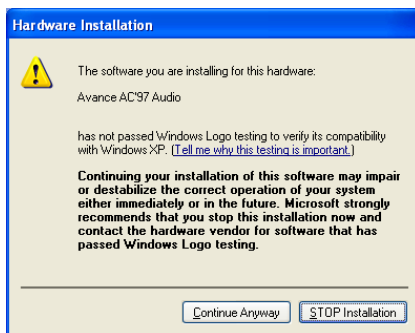 Hardware Installation
The software you are installing for this hardware:
Avance AC'97 Audio
has not passed Windows Logo testing to verify its compatibility
with Windows XP. (Tell me why this testing is important.)
Continuing your installation of this software may impair
or destabilize the correct operation of your system
either immediately or in the future. Microsoft strongly
recommends that you stop this installation now and
contact the hardware vendor for software that has
passed Windows Logo testing.
Continue Anyway
STOP Installation